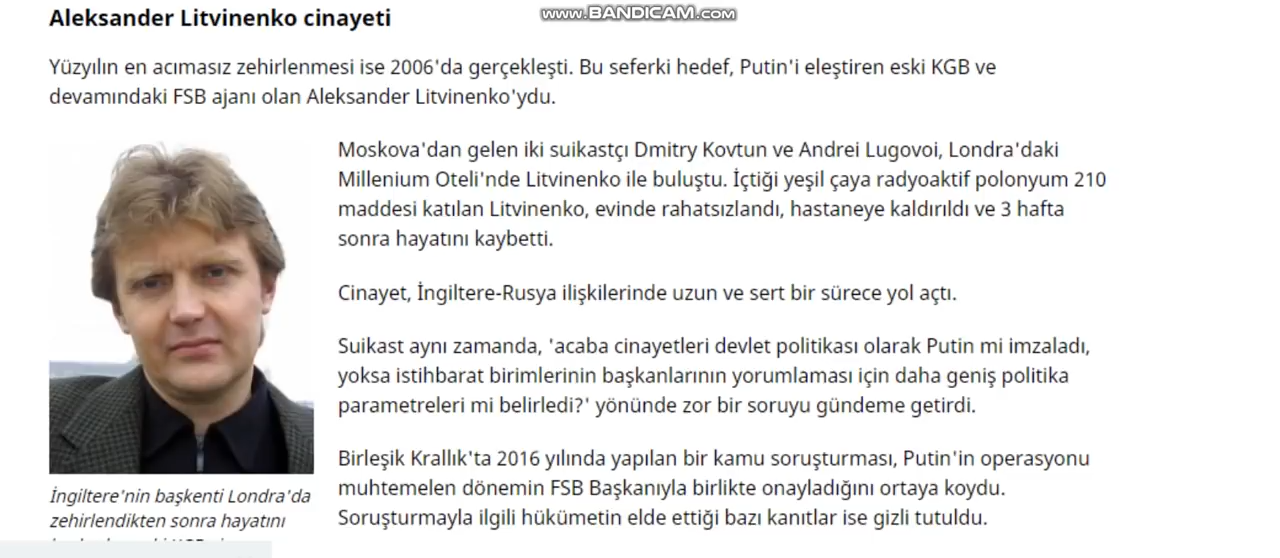 www.BANDICAM.com
Aleksander Litvinenko cinayeti
Yüzyılın en acımasız zehirlenmesi ise 2006'da gerçekleşti. Bu seferki hedef, Putin'i eleştiren eski KGB ve
devamındaki FSB ajanı olan Aleksander Litvinenko'ydu.
Moskova'dan gelen iki suikastçı Dmitry Kovtun ve Andrei Lugovoi, Londra'daki
Millenium Oteli'nde Litvinenko ile buluştu. İçtiği yeşil çaya radyoaktif polonyum 210
maddesi katılan Litvinenko, evinde rahatsızlandı, hastaneye kaldırıldı ve 3 hafta
sonra hayatını kaybetti.
Cinayet, İngiltere-Rusya ilişkilerinde uzun ve sert bir sürece yol açtı.
Suikast aynı zamanda, 'acaba cinayetleri devlet politikası olarak Putin mi imzaladı,
yoksa istihbarat birimlerinin başkanlarının yorumlaması için daha geniş politika
parametreleri mi belirledi?' yönünde zor bir soruyu gündeme getirdi.
Birleşik Krallık'ta 2016 yılında yapılan bir kamu soruşturması, Putin'in operasyonu
muhtemelen dönemin FSB Başkanıyla birlikte onayladığını ortaya koydu.
Soruşturmayla ilgili hükümetin elde ettiği bazı kanıtlar ise gizli tutuldu.
İngiltere'nin başkenti Londra'da
zehirlendikten sonra hayatını